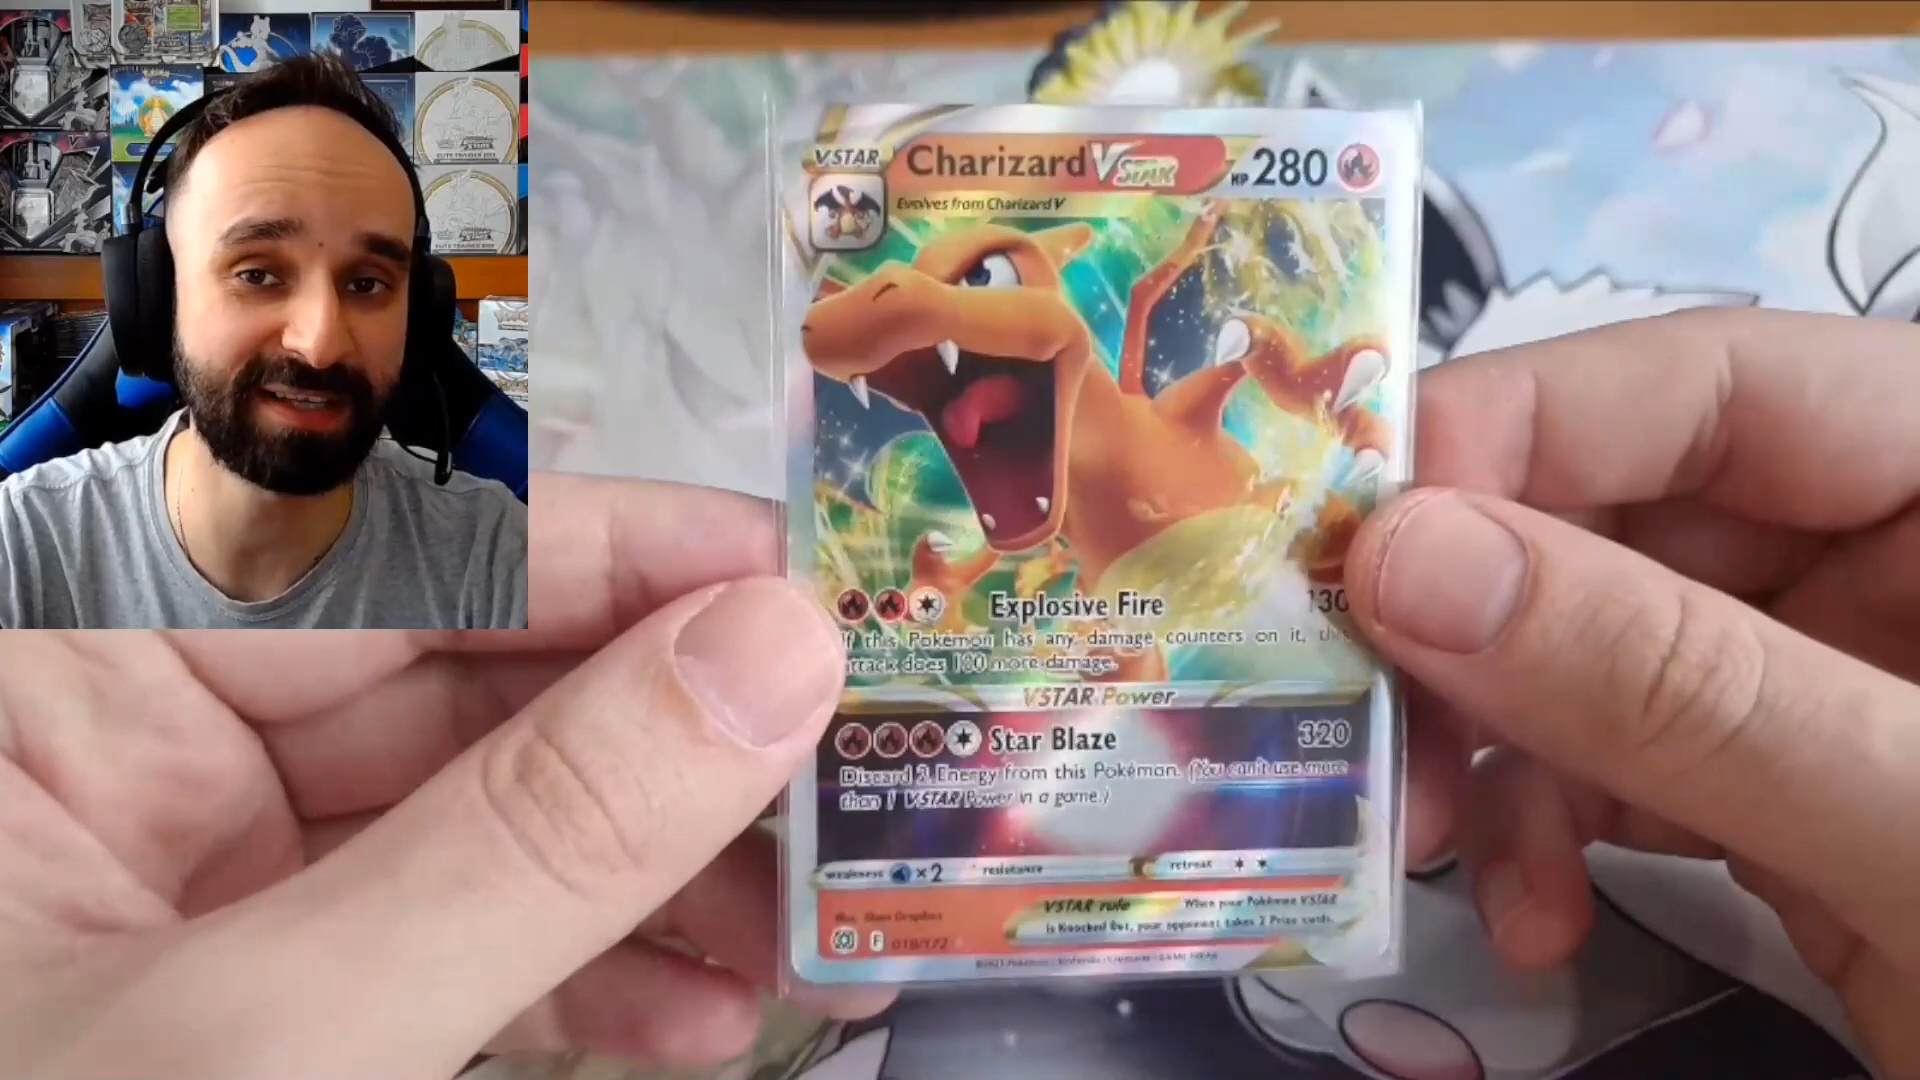 VSTAR
Charizard VSTAR HP 280
Evolves from Charizard V
Explosive Fire 130
If this Pokémon has any damage counters on it, this
attack does 100 more damage.
VSTAR Power
Star Blaze 320
Discard 2 Energy from this Pokémon. (You can't use more
than 1 VSTAR Power in a game.)
weakness ×2 resistance retreat
VSTAR rule When your Pokémon VSTAR
is Knocked Out, your opponent takes 2 Prize cards.
F 018/172